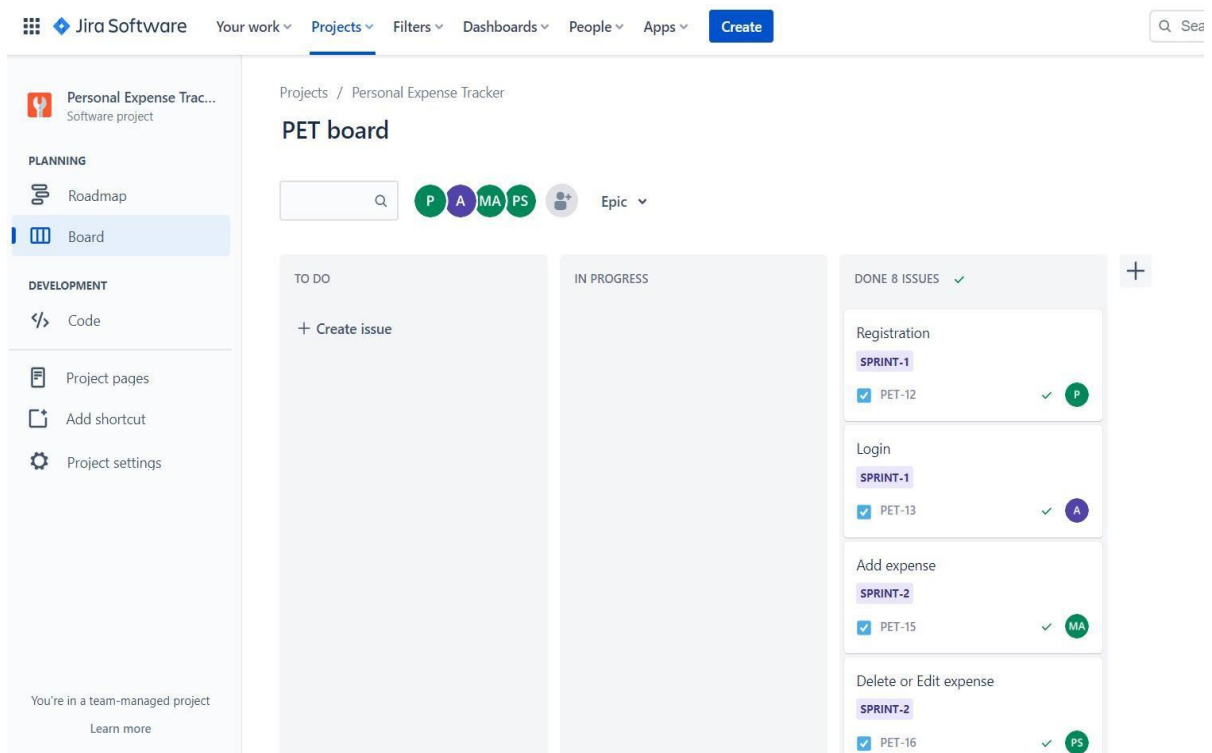 Jira Software Your work Projects Filters Dashboards People Apps Create Sea
Personal Expense Trac...
Software project
PLANNING
Roadmap
Board
DEVELOPMENT
Code
Project pages
Add shortcut
Project settings
You're in a team-managed project
Learn more
Projects / Personal Expense Tracker
PET board
P A MA PS Epic
TO DO
+ Create issue
IN PROGRESS
DONE 8 ISSUES
Registration
SPRINT-1
PET-12 P
Login
SPRINT-1
PET-13 A
Add expense
SPRINT-2
PET-15 MA
Delete or Edit expense
SPRINT-2
PET-16 PS